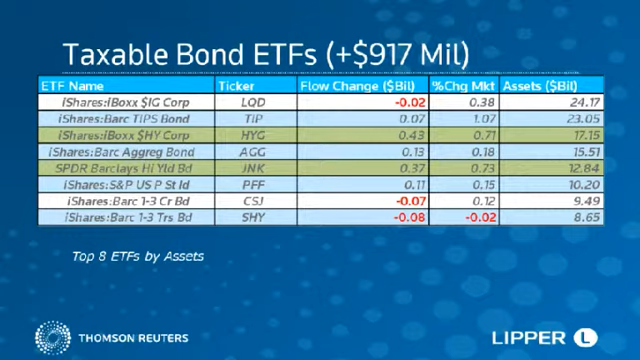 Taxable Bond ETFs (+$917 Mil)
ETF Name Ticker Flow Change ($Bil) %Chg Mkt Assets ($Bil)
iShares:iBoxx $IG Corp LQD -0.02 0.38 24.17
iShares:Barc TIPS Bond TIP 0.07 1.07 23.05
iShares:iBoxx $HY Corp HYG 0.43 0.71 17.15
iShares:Barc Aggreg Bond AGG 0.13 0.18 15.51
SPDR Barclays Hi Yld Bd JNK 0.37 0.73 12.84
iShares:S&P US P St Id PFF 0.11 0.15 10.20
iShares:Barc 1-3 Cr Bd CSJ -0.07 0.12 9.49
iShares:Barc 1-3 Trs Bd SHY -0.08 -0.02 8.65
Top 8 ETFs by Assets
THOMSON REUTERS
LIPPER L